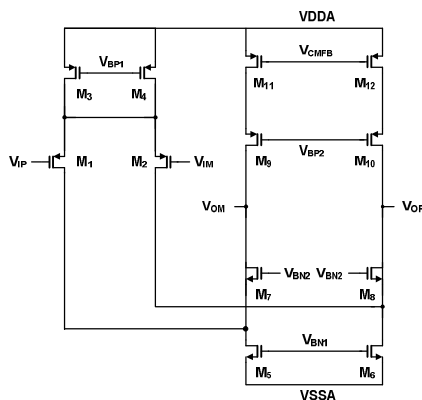 VDDA
VBP1
VCMFB
M3 M4
M11 M12
M9 VBP2 M10
VIP M1 M2 VIM
VOM VOP
VBN2 VBN2
M7 M8
VBN1
M5 M6
VSSA